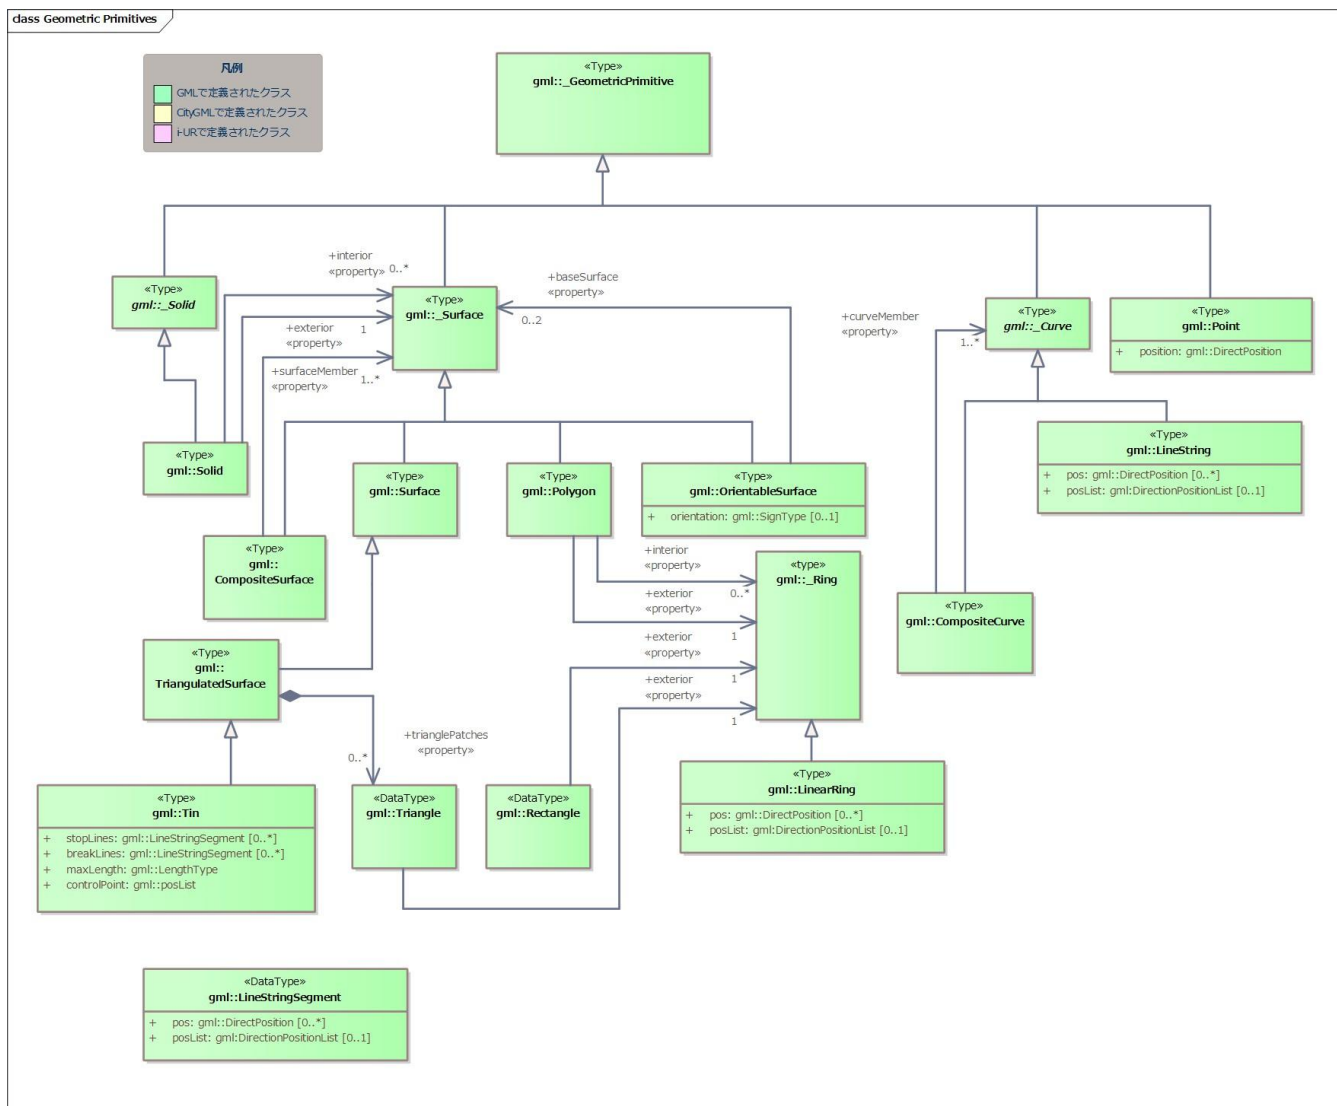 class Geometric Primitives
凡例
GMLで定義されたクラス
CityGMLで定義されたクラス
i-URで定義されたクラス
«Type»
gml::_GeometricPrimitive
«Type»
gml::_Solid
+interior
«property»
0..*
+exterior
«property»
1
+surfaceMember
«property»
1..*
«Type»
gml::_Surface
+baseSurface
«property»
0..2
+curveMember
«property»
1..*
«Type»
gml::_Curve
«Type»
gml::Point
+ position: gml::DirectPosition
«Type»
gml::Solid
«Type»
gml::Surface
«Type»
gml::Polygon
«Type»
gml::OrientableSurface
+ orientation: gml::SignType [0..1]
«Type»
gml::LineString
+ pos: gml::DirectPosition [0..*]
+ posList: gml:DirectionPositionList [0..1]
«Type»
gml::
CompositeSurface
+interior
«property»
0..*
+exterior
«property»
1
+exterior
«property»
1
+exterior
«property»
1
«type»
gml::_Ring
«Type»
gml::CompositeCurve
«Type»
gml::
TriangulatedSurface
+trianglePatches
«property»
0..*
«Type»
gml::Tin
+ stopLines: gml::LineStringSegment [0..*]
+ breakLines: gml::LineStringSegment [0..*]
+ maxLength: gml::LengthType
+ controlPoint: gml::posList
«DataType»
gml::Triangle
«DataType»
gml::Rectangle
«Type»
gml::LinearRing
+ pos: gml::DirectPosition [0..*]
+ posList: gml:DirectionPositionList [0..1]
«DataType»
gml::LineStringSegment
+ pos: gml::DirectPosition [0..*]
+ posList: gml:DirectionPositionList [0..1]